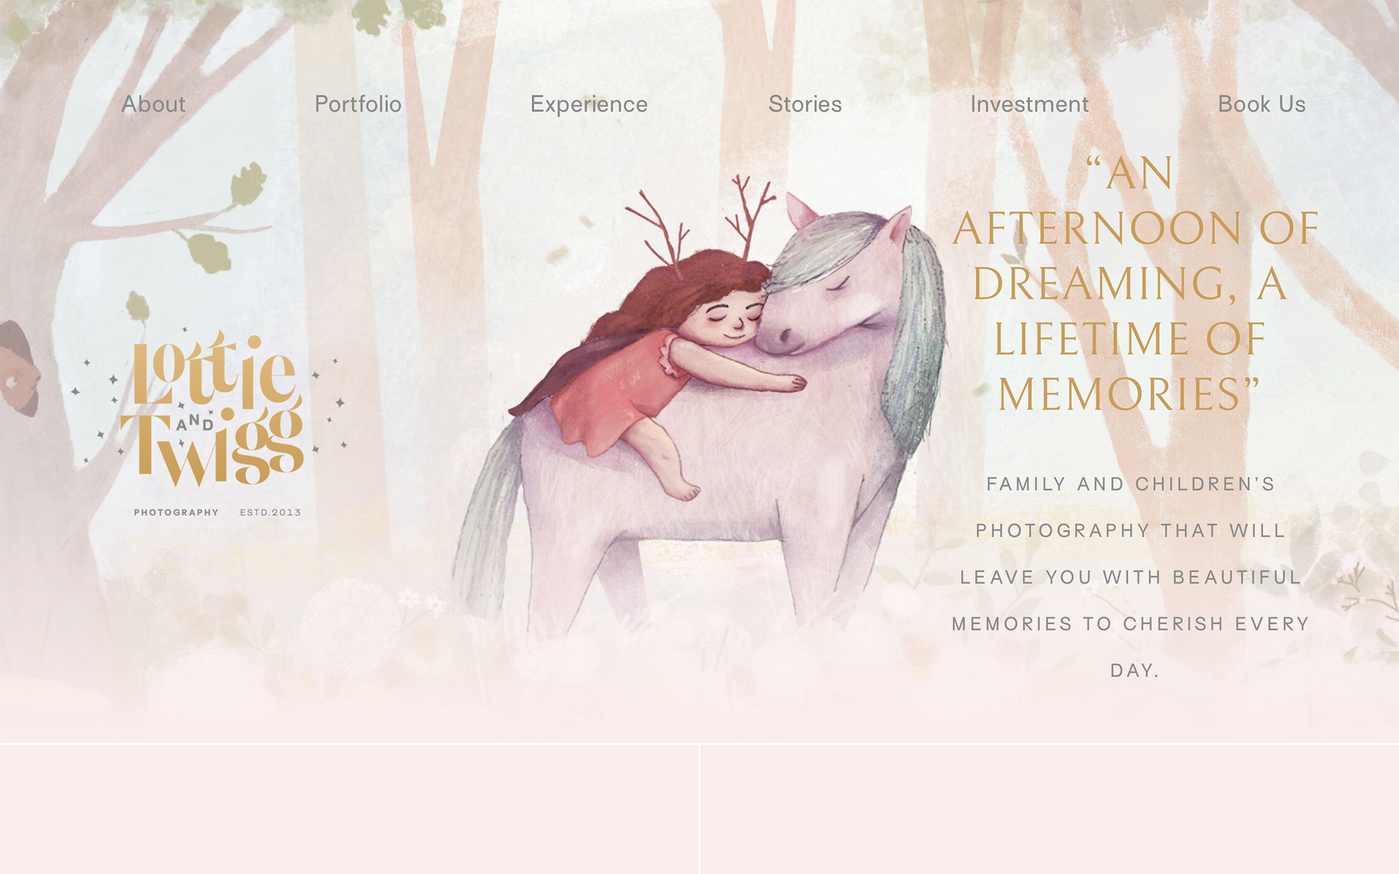 About Portfolio Experience Stories Investment Book Us
“AN
AFTERNOON OF
DREAMING, A
LIFETIME OF
MEMORIES”
Lottie
AND
Twigg
PHOTOGRAPHY ESTD.2013
FAMILY AND CHILDREN’S
PHOTOGRAPHY THAT WILL
LEAVE YOU WITH BEAUTIFUL
MEMORIES TO CHERISH EVERY
DAY.